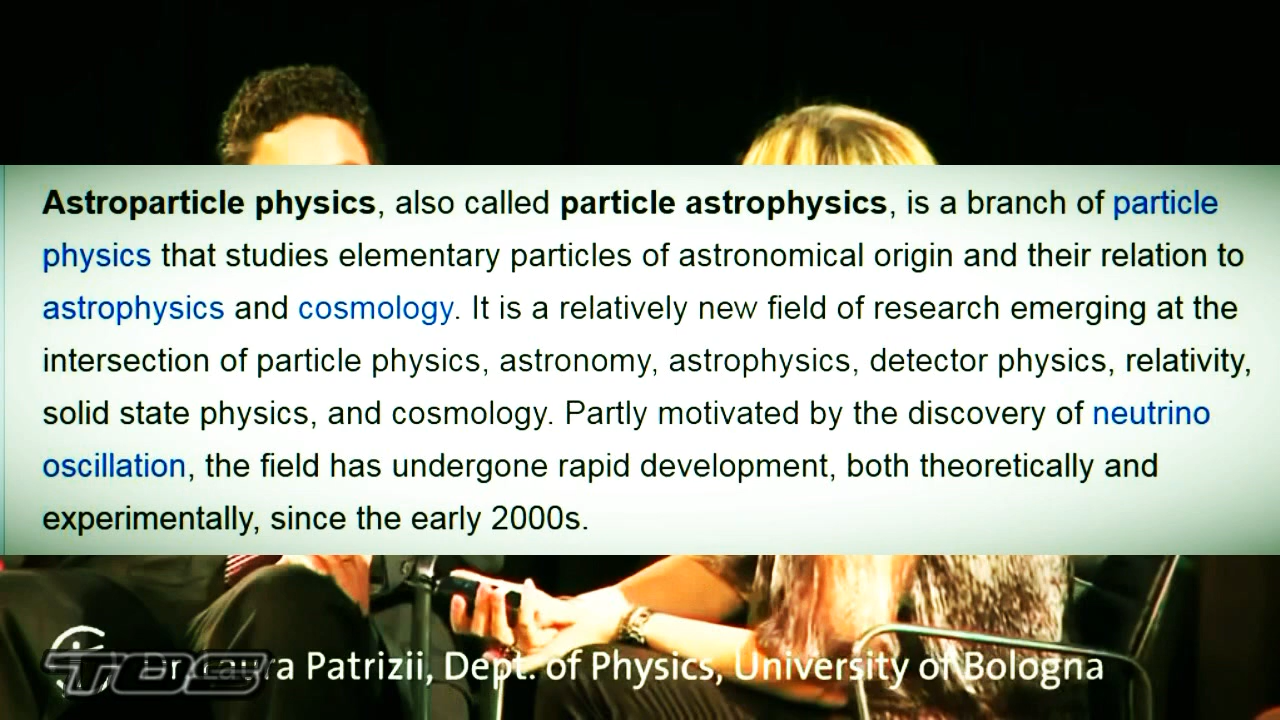 Astroparticle physics, also called particle astrophysics, is a branch of particle
physics that studies elementary particles of astronomical origin and their relation to
astrophysics and cosmology. It is a relatively new field of research emerging at the
intersection of particle physics, astronomy, astrophysics, detector physics, relativity,
solid state physics, and cosmology. Partly motivated by the discovery of neutrino
oscillation, the field has undergone rapid development, both theoretically and
experimentally, since the early 2000s.
Dr. Laura Patrizii, Dept. of Physics, University of Bologna
TOS